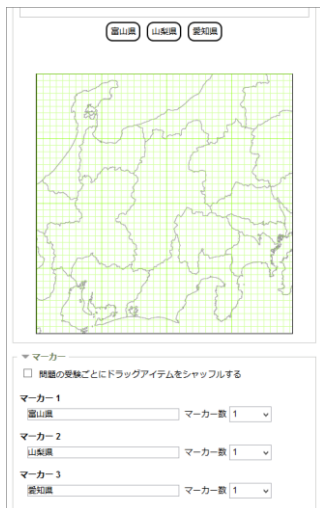 富山県 山梨県 愛知県
マーカー
問題の受験ごとにドラッグアイテムをシャッフルする
マーカー 1
富山県 マーカー数 1
マーカー 2
山梨県 マーカー数 1
マーカー 3
愛知県 マーカー数 1